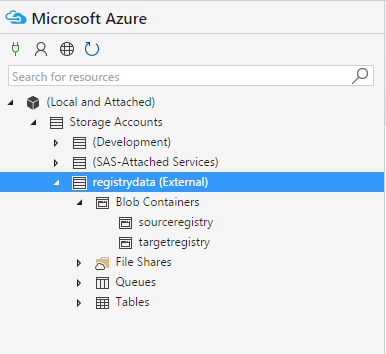 Microsoft Azure
Search for resources
(Local and Attached)
Storage Accounts
(Development)
(SAS-Attached Services)
registrydata (External)
Blob Containers
sourceregistry
targetregistry
File Shares
Queues
Tables